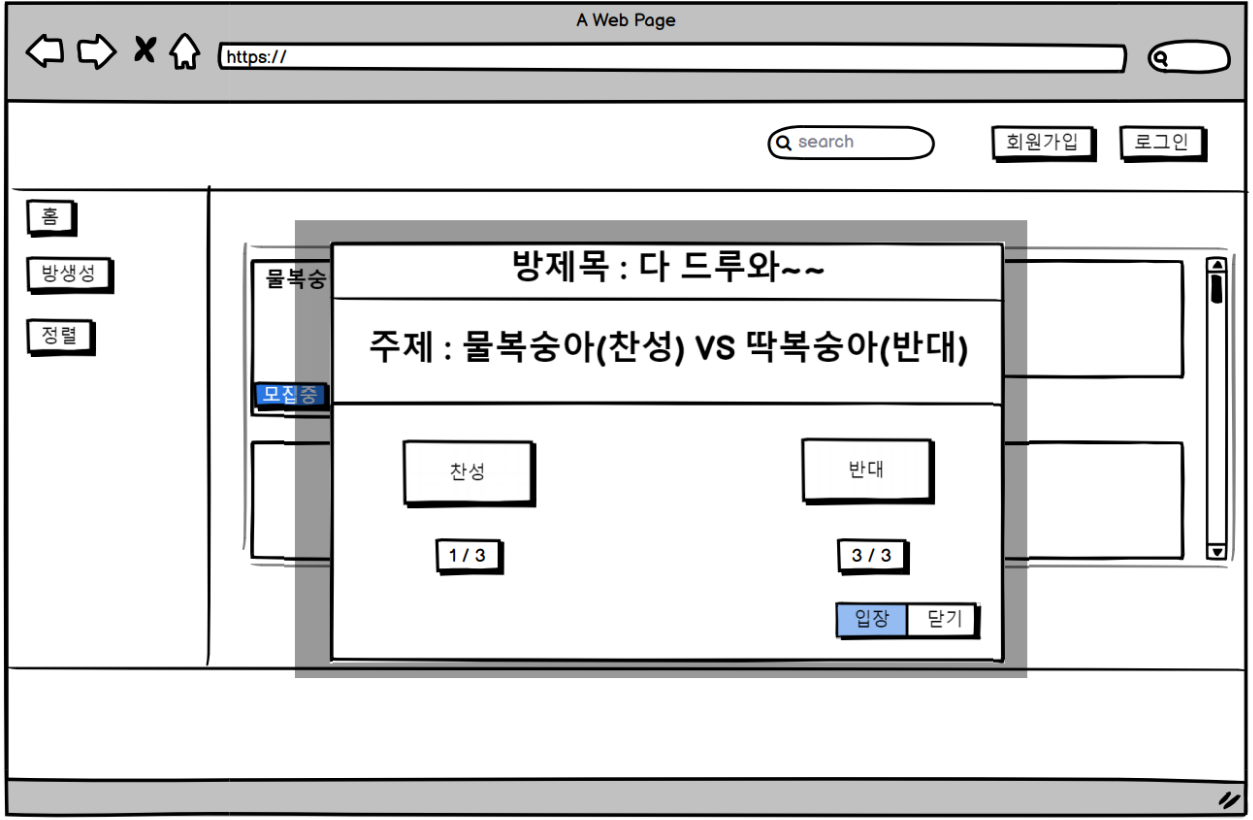 A Web Page
https://
search
회원가입
로그인
홈
방생성
정렬
물복숭
모집중
방제목 : 다 드루와~~
주제 : 물복숭아(찬성) VS 딱복숭아(반대)
찬성
반대
1 / 3
3 / 3
입장
닫기